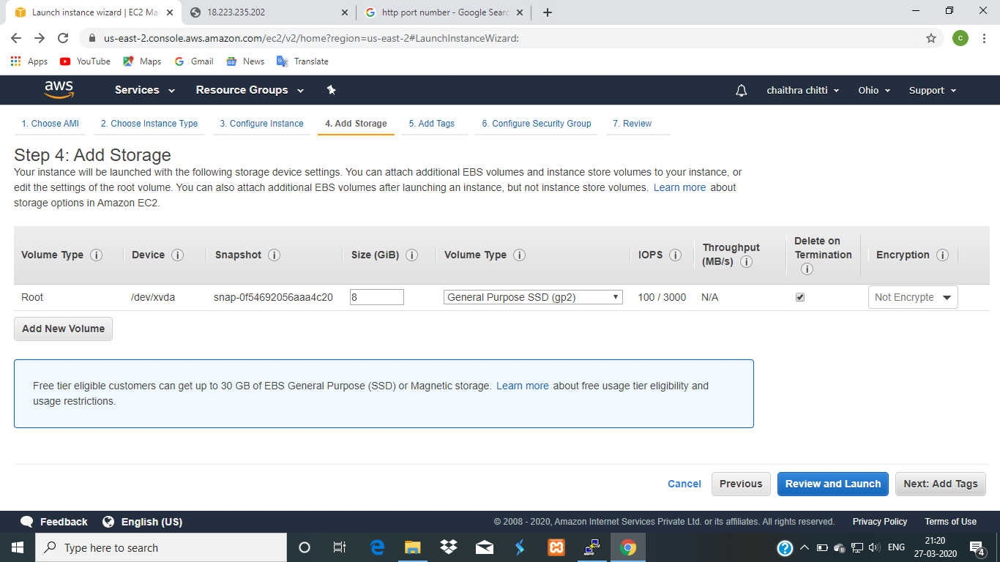 Launch instance wizard | EC2 Ma
18.223.235.202
http port number - Google Searc
us-east-2.console.aws.amazon.com/ec2/v2/home?region=us-east-2#LaunchInstanceWizard:
c
Apps YouTube Maps Gmail News Translate
aws Services Resource Groups chaithra chitti Ohio Support
1. Choose AMI 2. Choose Instance Type 3. Configure Instance 4. Add Storage 5. Add Tags 6. Configure Security Group 7. Review
Step 4: Add Storage
Your instance will be launched with the following storage device settings. You can attach additional EBS volumes and instance store volumes to your instance, or
edit the settings of the root volume. You can also attach additional EBS volumes after launching an instance, but not instance store volumes. Learn more about
storage options in Amazon EC2.
Volume Type i Device i Snapshot i Size (GiB) i Volume Type i IOPS i Throughput (MB/s) i Delete on Termination i Encryption i
Root /dev/xvda snap-0f54692056aaa4c20 8 General Purpose SSD (gp2) 100 / 3000 N/A Not Encrypte
Add New Volume
Free tier eligible customers can get up to 30 GB of EBS General Purpose (SSD) or Magnetic storage. Learn more about free usage tier eligibility and
usage restrictions.
Cancel Previous Review and Launch Next: Add Tags
Feedback English (US) © 2008 - 2020, Amazon Internet Services Private Ltd. or its affiliates. All rights reserved. Privacy Policy Terms of Use
Type here to search
ENG
21:20
27-03-2020
4